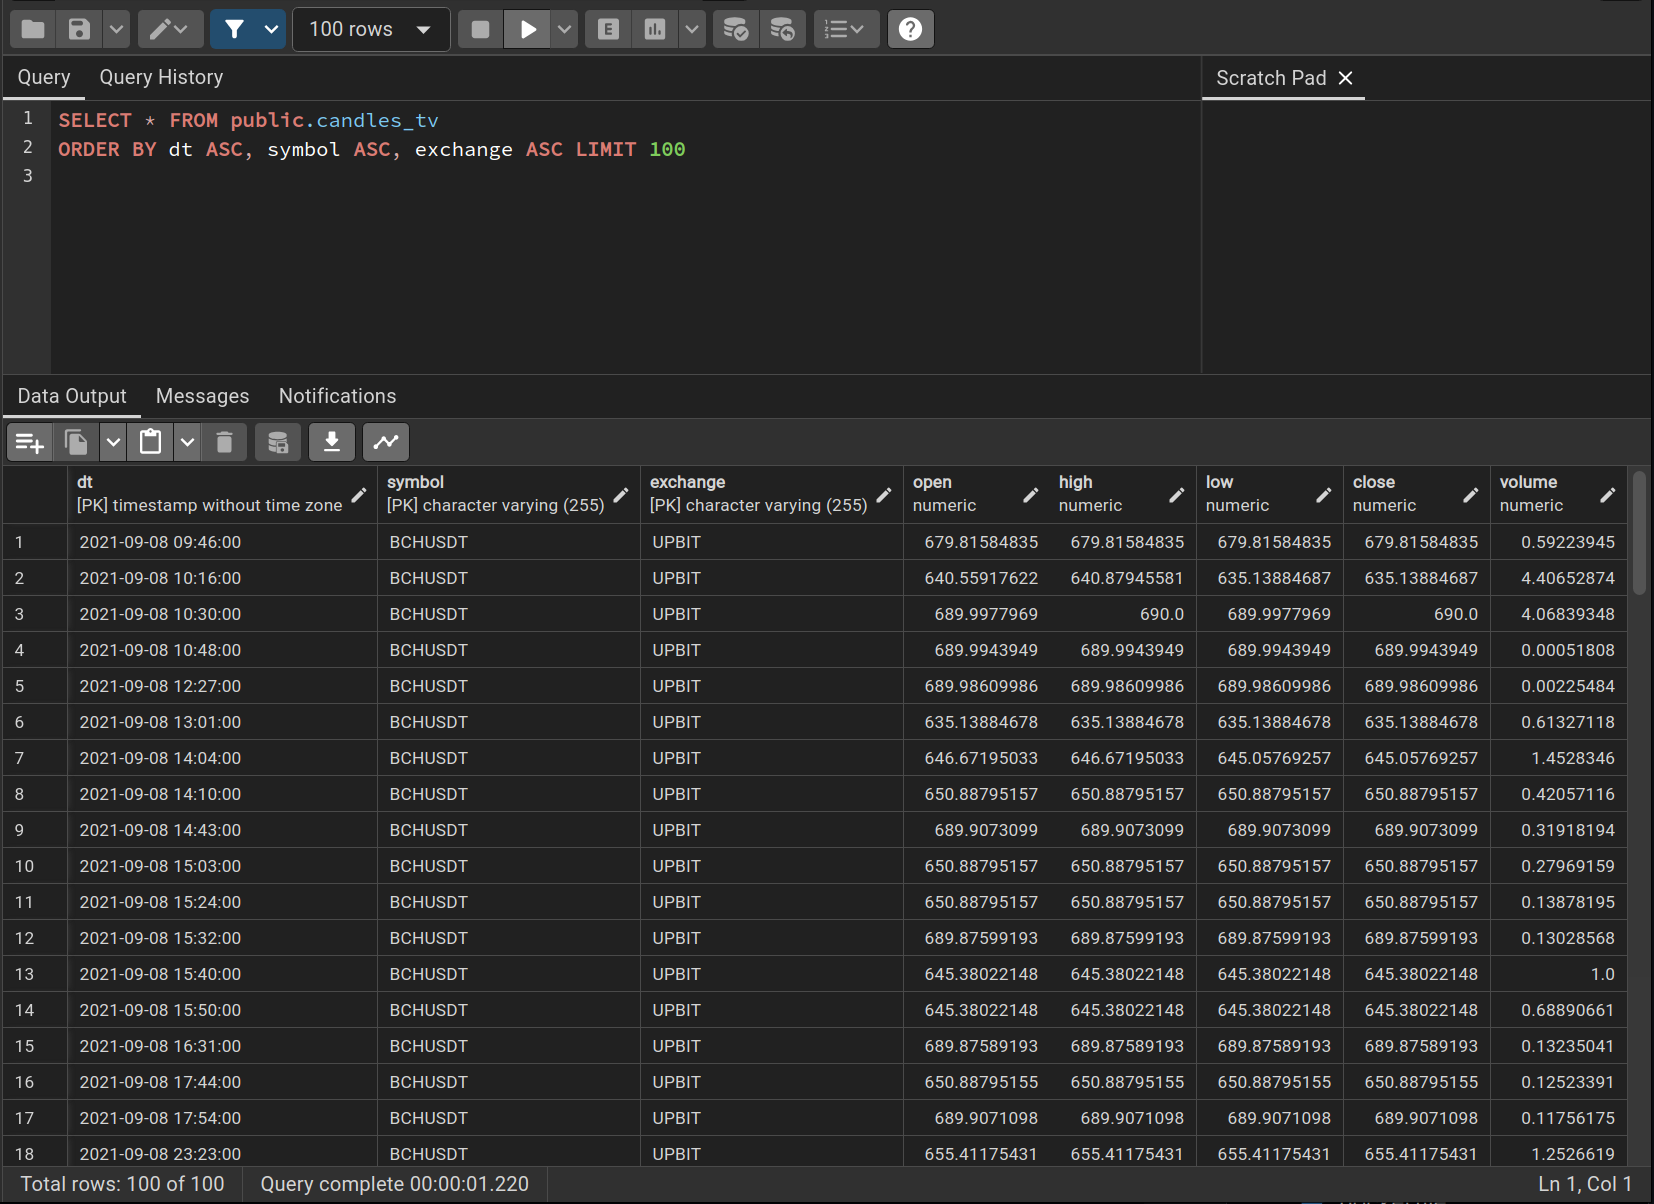 100 rows
E
?
Query Query History Scratch Pad
1 SELECT * FROM public.candles_tv
2 ORDER BY dt ASC, symbol ASC, exchange ASC LIMIT 100
3
Data Output Messages Notifications
dt symbol exchange open high low close volume
[PK] timestamp without time zone [PK] character varying (255) [PK] character varying (255) numeric numeric numeric numeric numeric
1 2021-09-08 09:46:00 BCHUSDT UPBIT 679.81584835 679.81584835 679.81584835 679.81584835 0.59223945
2 2021-09-08 10:16:00 BCHUSDT UPBIT 640.55917622 640.87945581 635.13884687 635.13884687 4.40652874
3 2021-09-08 10:30:00 BCHUSDT UPBIT 689.9977969 690.0 689.9977969 690.0 4.06839348
4 2021-09-08 10:48:00 BCHUSDT UPBIT 689.9943949 689.9943949 689.9943949 689.9943949 0.00051808
5 2021-09-08 12:27:00 BCHUSDT UPBIT 689.98609986 689.98609986 689.98609986 689.98609986 0.00225484
6 2021-09-08 13:01:00 BCHUSDT UPBIT 635.13884678 635.13884678 635.13884678 635.13884678 0.61327118
7 2021-09-08 14:04:00 BCHUSDT UPBIT 646.67195033 646.67195033 645.05769257 645.05769257 1.4528346
8 2021-09-08 14:10:00 BCHUSDT UPBIT 650.88795157 650.88795157 650.88795157 650.88795157 0.42057116
9 2021-09-08 14:43:00 BCHUSDT UPBIT 689.9073099 689.9073099 689.9073099 689.9073099 0.31918194
10 2021-09-08 15:03:00 BCHUSDT UPBIT 650.88795157 650.88795157 650.88795157 650.88795157 0.27969159
11 2021-09-08 15:24:00 BCHUSDT UPBIT 650.88795157 650.88795157 650.88795157 650.88795157 0.13878195
12 2021-09-08 15:32:00 BCHUSDT UPBIT 689.87599193 689.87599193 689.87599193 689.87599193 0.13028568
13 2021-09-08 15:40:00 BCHUSDT UPBIT 645.38022148 645.38022148 645.38022148 645.38022148 1.0
14 2021-09-08 15:50:00 BCHUSDT UPBIT 645.38022148 645.38022148 645.38022148 645.38022148 0.68890661
15 2021-09-08 16:31:00 BCHUSDT UPBIT 689.87589193 689.87589193 689.87589193 689.87589193 0.13235041
16 2021-09-08 17:44:00 BCHUSDT UPBIT 650.88795155 650.88795155 650.88795155 650.88795155 0.12523391
17 2021-09-08 17:54:00 BCHUSDT UPBIT 689.9071098 689.9071098 689.9071098 689.9071098 0.11756175
18 2021-09-08 23:23:00 BCHUSDT UPBIT 655.41175431 655.41175431 655.41175431 655.41175431 1.2526619
Total rows: 100 of 100 Query complete 00:00:01.220 Ln 1, Col 1